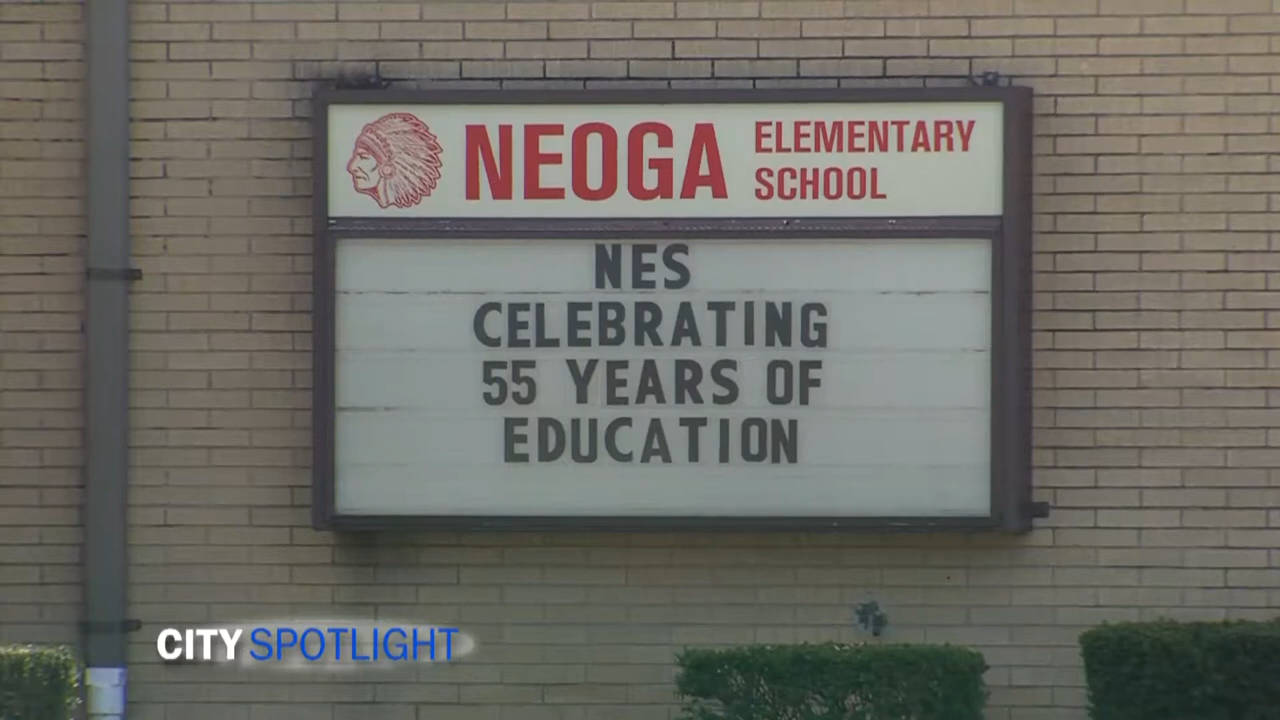 NEOGA
ELEMENTARY
SCHOOL
NES
CELEBRATING
55 YEARS OF
EDUCATION
CITY SPOTLIGHT